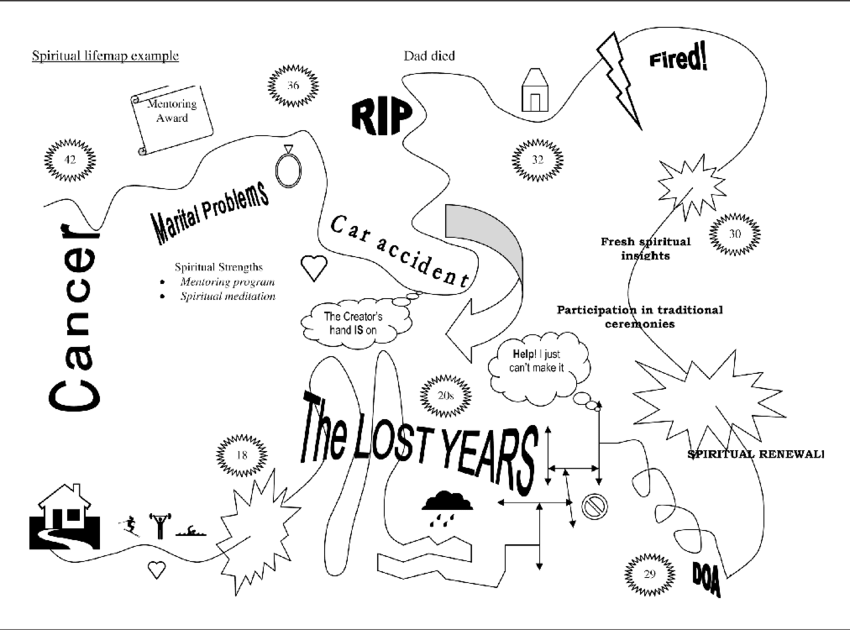 Spiritual lifemap example
Dad died
Fired!
36
Mentoring
Award
RIP
42
32
Marital Problems
30
Car accident
Fresh spiritual
insights
Cancer
Spiritual Strengths
• Mentoring program
• Spiritual meditation
The Creator's
hand IS on
Participation in traditional
ceremonies
Help! I just
can't make it
20s
The LOST YEARS
18
SPIRITUAL RENEWAL!
29
DOA